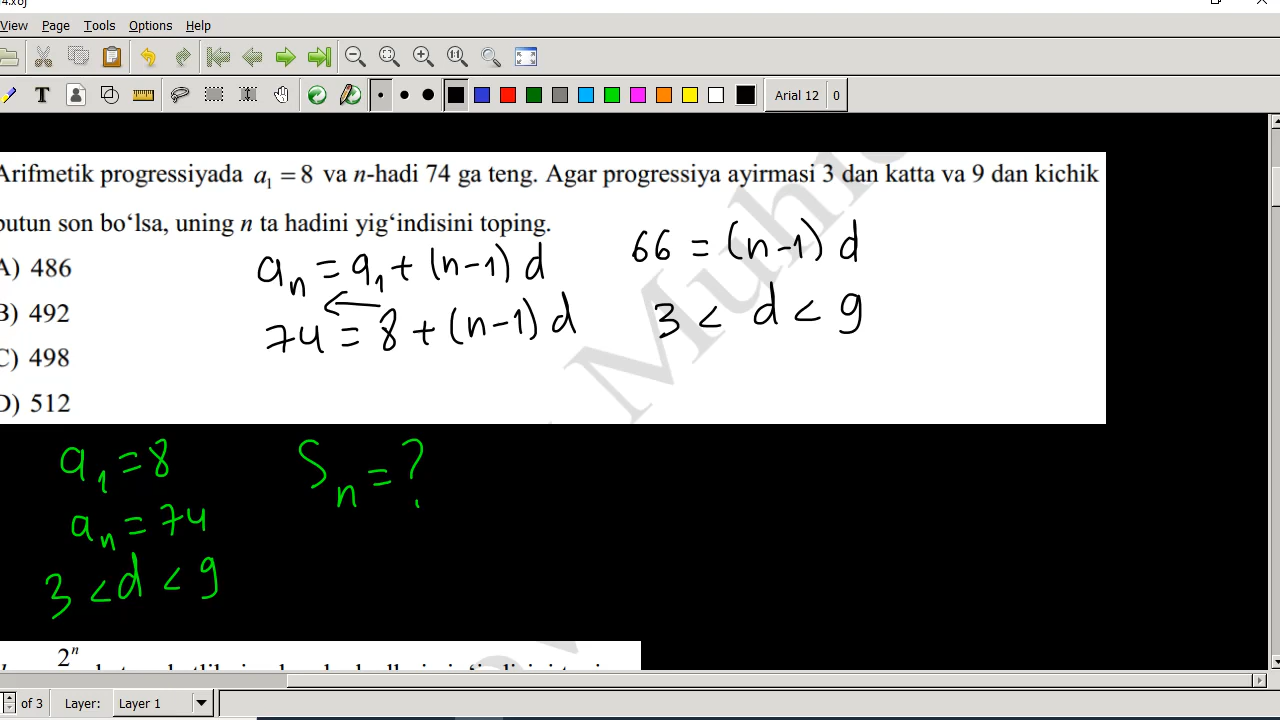 4.xoj
View Page Tools Options Help
T Arial 12 0
Arifmetik progressiyada a₁ = 8 va n-hadi 74 ga teng. Agar progressiya ayirmasi 3 dan katta va 9 dan kichik
butun son bo‘lsa, uning n ta hadini yig‘indisini toping.
A) 486
B) 492
C) 498
D) 512
aₙ = a₁ + (n-1) d
74 = 8 + (n-1) d
66 = (n-1) d
3 < d < 9
a₁ = 8
aₙ = 74
3 < d < 9
Sₙ = ?
2ⁿ
of 3 Layer: Layer 1